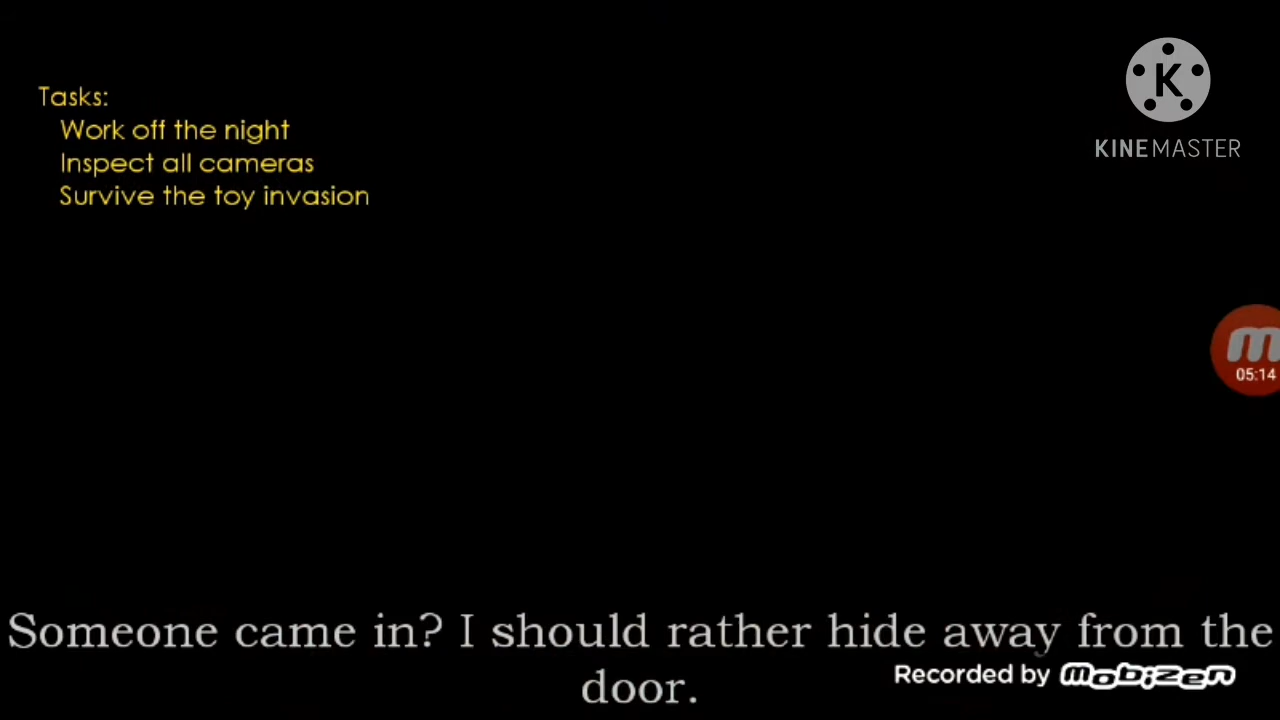 Tasks:
Work off the night
Inspect all cameras
Survive the toy invasion
K
KINEMASTER
m
05:14
Someone came in? I should rather hide away from the
door.
Recorded by mobizen